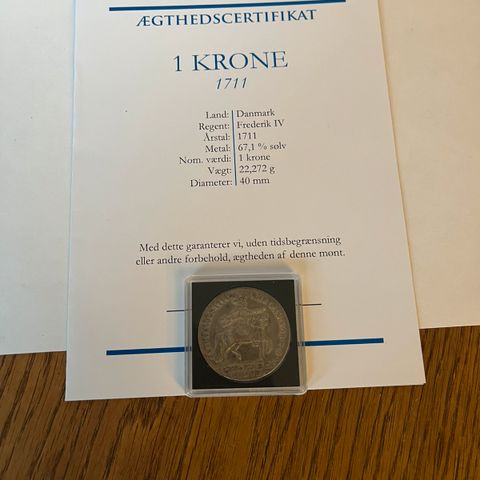 ÆGTHEDSCERTIFIKAT
1 KRONE
1711
Land: Danmark
Regent: Frederik IV
Årstal: 1711
Metal: 67,1 % sølv
Nom. værdi: 1 krone
Vægt: 22,272 g
Diameter: 40 mm
Med dette garanterer vi, uden tidsbegrænsning
eller andre forbehold, ægtheden af denne mønt.